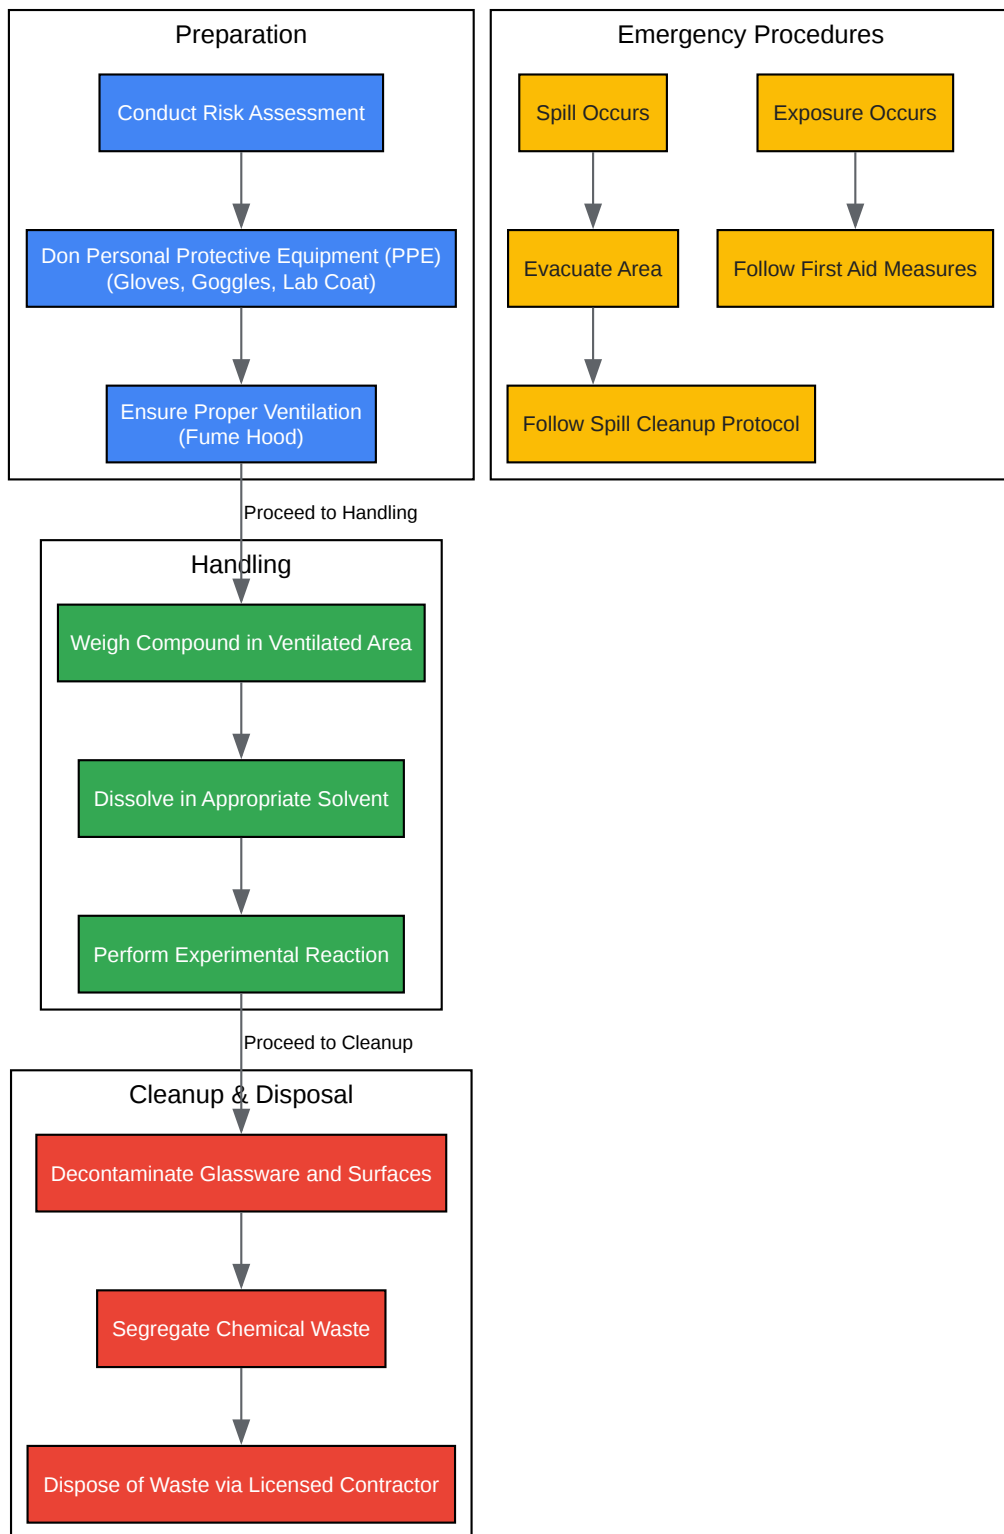 Preparation
Conduct Risk Assessment
Don Personal Protective Equipment (PPE)
(Gloves, Goggles, Lab Coat)
Ensure Proper Ventilation
(Fume Hood)
Emergency Procedures
Spill Occurs
Exposure Occurs
Evacuate Area
Follow First Aid Measures
Follow Spill Cleanup Protocol
Proceed to Handling
Handling
Weigh Compound in Ventilated Area
Dissolve in Appropriate Solvent
Perform Experimental Reaction
Proceed to Cleanup
Cleanup & Disposal
Decontaminate Glassware and Surfaces
Segregate Chemical Waste
Dispose of Waste via Licensed Contractor